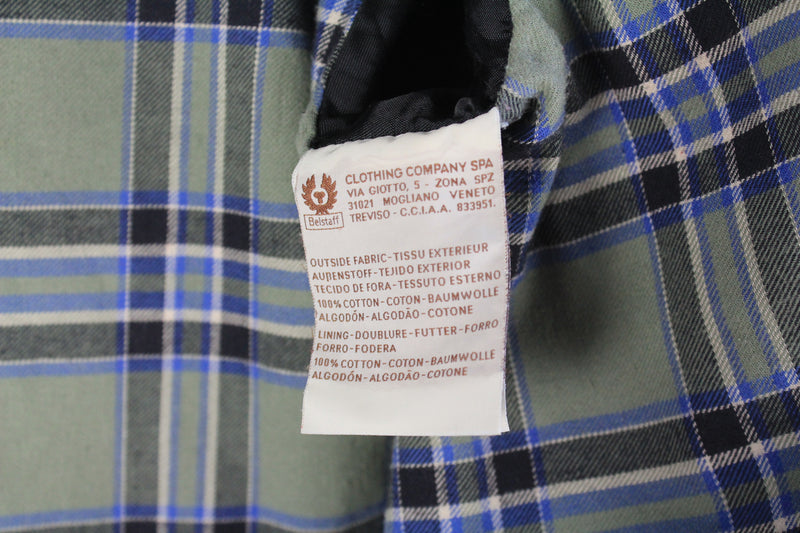 CLOTHING COMPANY SPA
VIA GIOTTO, 5 - ZONA SPZ
31021 MOGLIANO VENETO
TREVISO - C.C.I.A.A. 833951.
Belstaff
OUTSIDE FABRIC-TISSU EXTERIEUR
AUßENSTOFF-TEJIDO EXTERIOR
TECIDO DE FORA-TESSUTO ESTERNO
100% COTTON-COTON-BAUMWOLLE
ALGODÓN-ALGODÃO-COTONE
LINING-DOUBLURE-FUTTER-FORRO
FORRO-FODERA
100% COTTON-COTON-BAUMWOLLE
ALGODÓN-ALGODÃO-COTONE